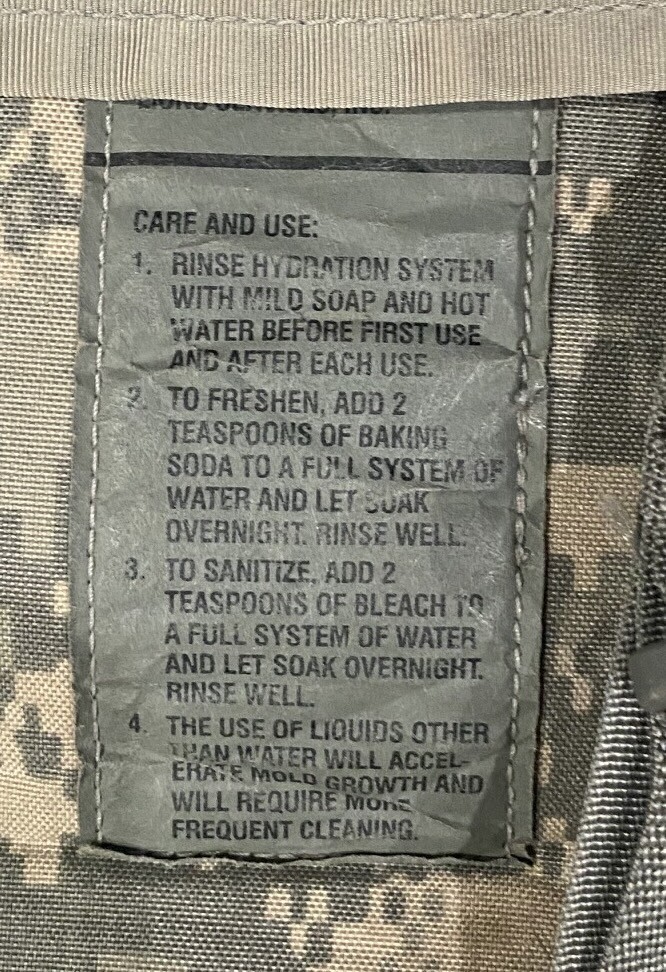 INC.
CARE AND USE:
1. RINSE HYDRATION SYSTEM
WITH MILD SOAP AND HOT
WATER BEFORE FIRST USE
AND AFTER EACH USE.
2. TO FRESHEN, ADD 2
TEASPOONS OF BAKING
SODA TO A FULL SYSTEM OF
WATER AND LET SOAK
OVERNIGHT. RINSE WELL.
3. TO SANITIZE, ADD 2
TEASPOONS OF BLEACH TO
A FULL SYSTEM OF WATER
AND LET SOAK OVERNIGHT.
RINSE WELL.
4. THE USE OF LIQUIDS OTHER
THAN WATER WILL ACCEL-
ERATE MOLD GROWTH AND
WILL REQUIRE MORE
FREQUENT CLEANING.